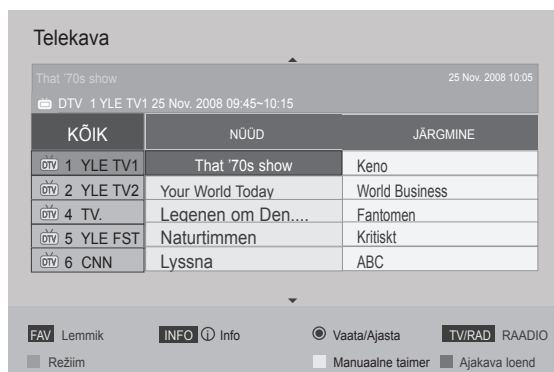 Telekava
That '70s show 25 Nov. 2008 10:05
DTV 1 YLE TV1 25 Nov. 2008 09:45~10:15
KÕIK NÜÜD JÄRGMINE
DTV 1 YLE TV1 That '70s show Keno
DTV 2 YLE TV2 Your World Today World Business
DTV 4 TV. Legenen om Den.... Fantomen
DTV 5 YLE FST Naturtimmen Kritiskt
DTV 6 CNN Lyssna ABC
FAV Lemmik INFO i Info Vaata/Ajasta TV/RAD RAADIO
Režiim Manuaalne taimer Ajakava loend